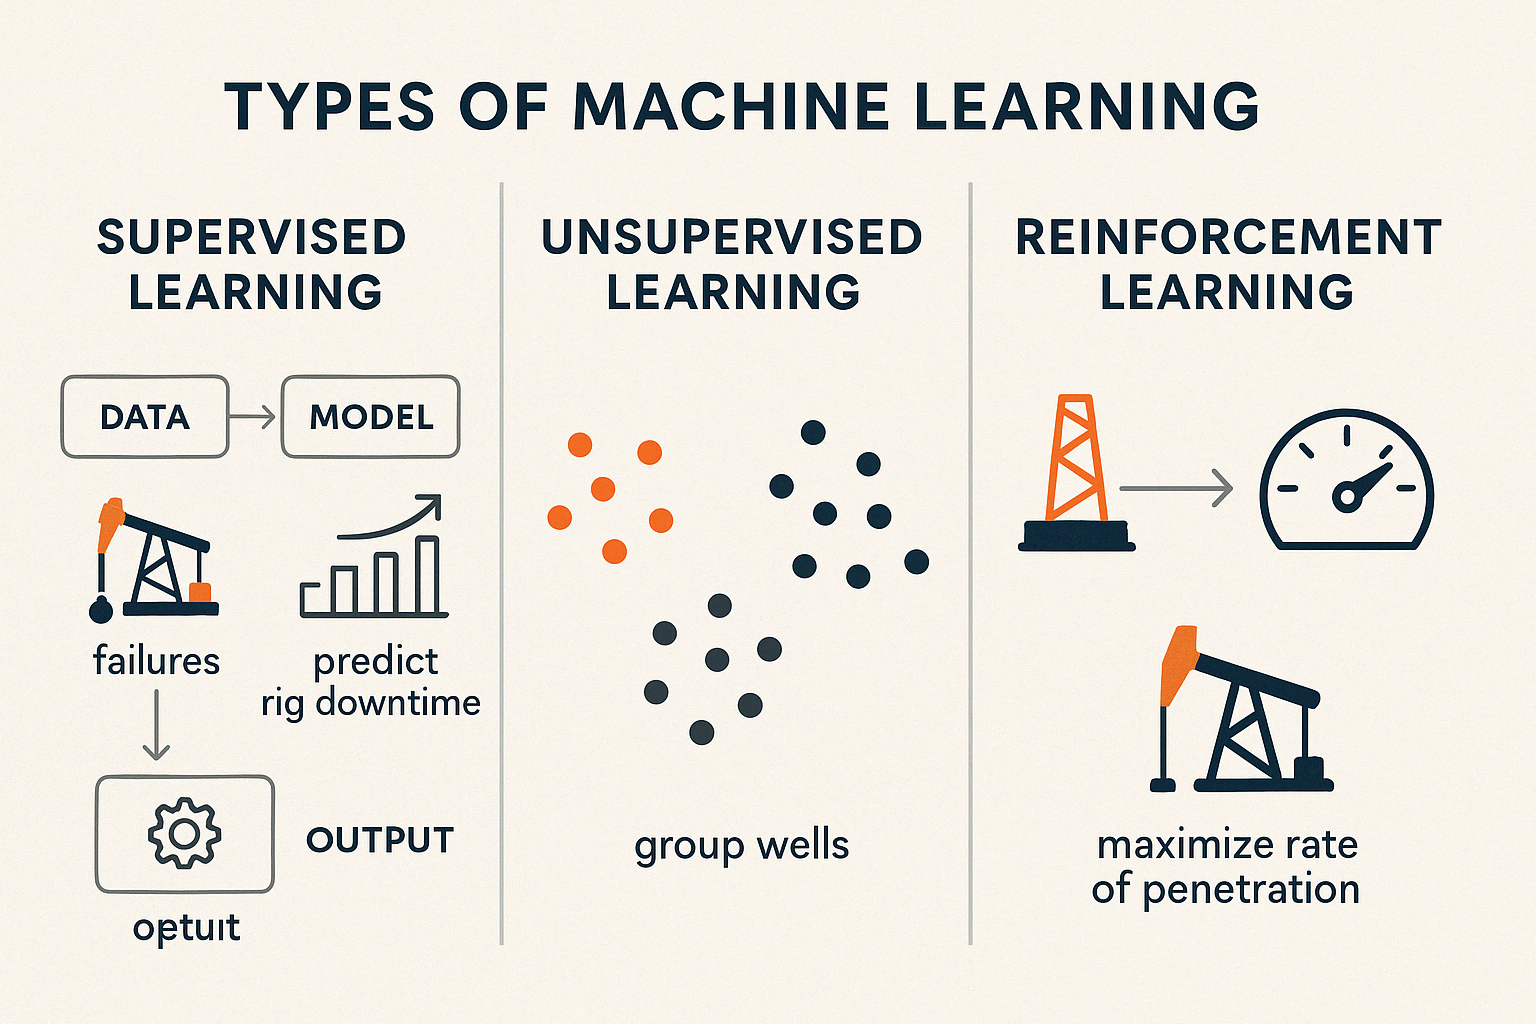 TYPES OF MACHINE LEARNING
SUPERVISED
LEARNING
DATA
MODEL
failures
predict
rig downtime
OUTPUT
optuıt
UNSUPERVISED
LEARNING
group wells
REINFORCEMENT
LEARNING
maximize rate
of penetration